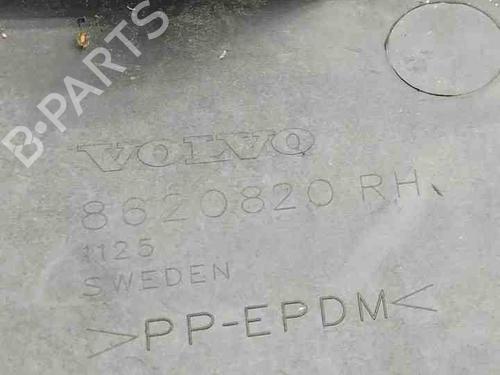 B-PARTS
VOLVO
8620820 RH
1125
SWEDEN
>PP-EPDM<